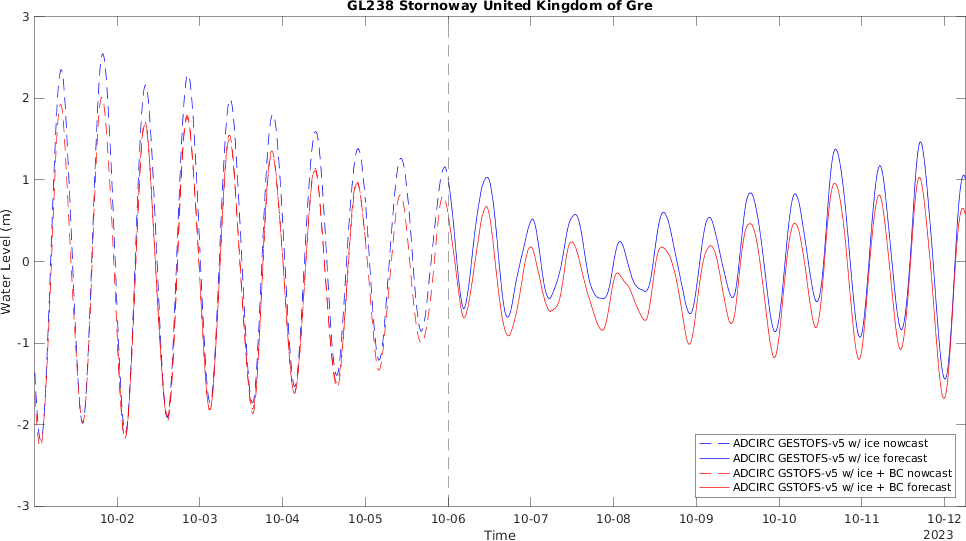 GL238 Stornoway United Kingdom of Gre
3
2
1
0
-1
-2
-3
Water Level (m)
ADCIRC GESTOFS-v5 w/ ice nowcast
ADCIRC GESTOFS-v5 w/ ice forecast
ADCIRC GSTOFS-v5 w/ ice + BC nowcast
ADCIRC GSTOFS-v5 w/ ice + BC forecast
10-02 10-03 10-04 10-05 10-06 10-07 10-08 10-09 10-10 10-11 10-12
Time
2023